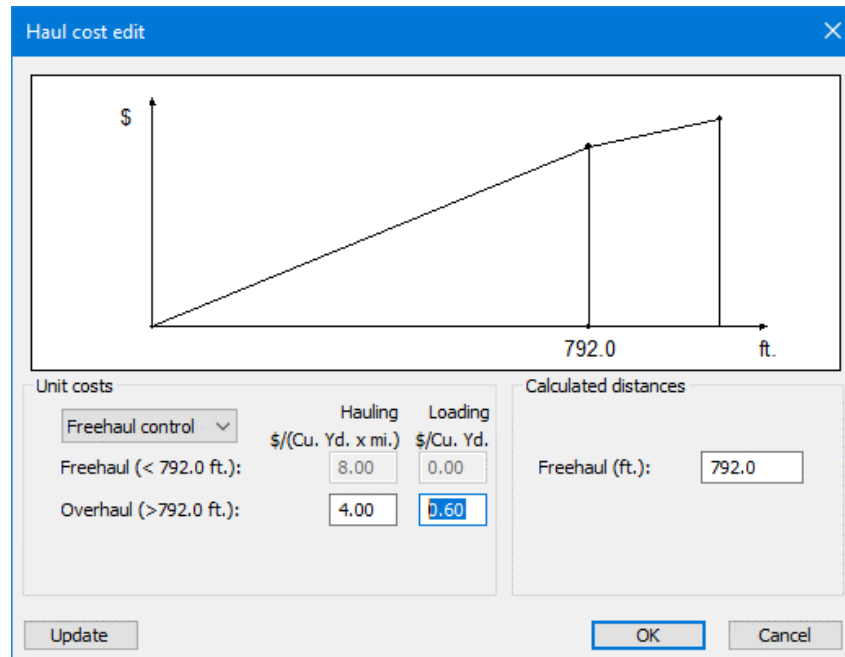 Haul cost edit
$
792.0 ft.
Unit costs
Freehaul control
Hauling Loading
$/(Cu. Yd. x mi.) $/Cu. Yd.
Freehaul (< 792.0 ft.): 8.00 0.00
Overhaul (>792.0 ft.): 4.00 0.60
Calculated distances
Freehaul (ft.): 792.0
Update OK Cancel